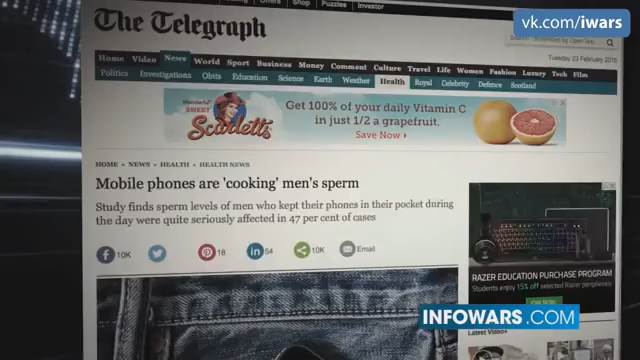 Shop
Puzzles
Investor
vk.com/iwars
The Telegraph
Tuesday 23 February 2016
Home Video News World Sport Business Money Comment Culture Travel Life Women Fashion Luxury Tech Film
Politics Investigations Obits Education Science Earth Weather Health Royal Celebrity Defence Scotland
Wonderful!
SWEET
Scarletts
Get 100% of your daily Vitamin C
in just 1/2 a grapefruit.
Save Now
HOME » NEWS » HEALTH » HEALTH NEWS
Mobile phones are 'cooking' men's sperm
Study finds sperm levels of men who kept their phones in their pocket during
the day were quite seriously affected in 47 per cent of cases
10K
18
54
10K
Email
RAZER EDUCATION PURCHASE PROGRAM
Students enjoy 15% off selected Razer peripherals
INFOWARS.COM
Latest Video»